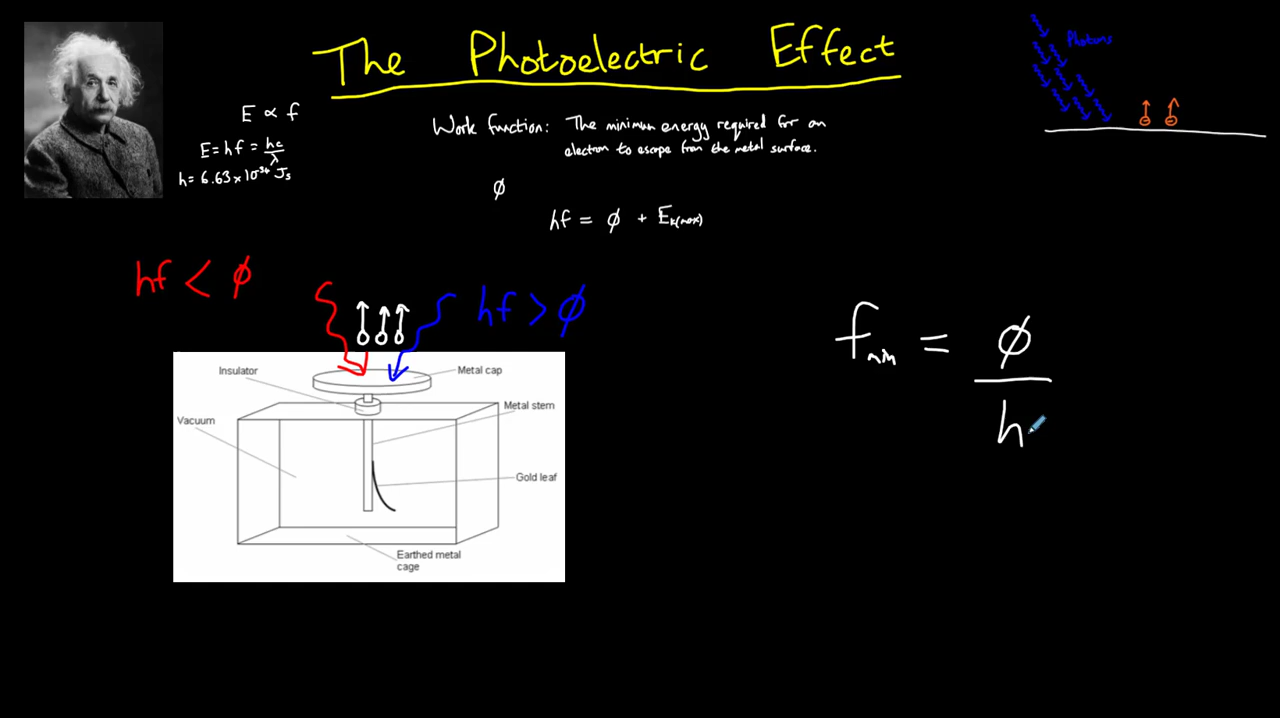 The Photoelectric Effect
Photons
E ∝ f
E = hf = hc/λ
h = 6.63 × 10⁻³⁴ Js
Work function: The minimum energy required for an
electron to escape from the metal surface.
ϕ
hf = ϕ + Ek(max)
hf < ϕ
hf > ϕ
fmin = ϕ/h
Insulator
Metal cap
Metal stem
Vacuum
Gold leaf
Earthed metal
cage